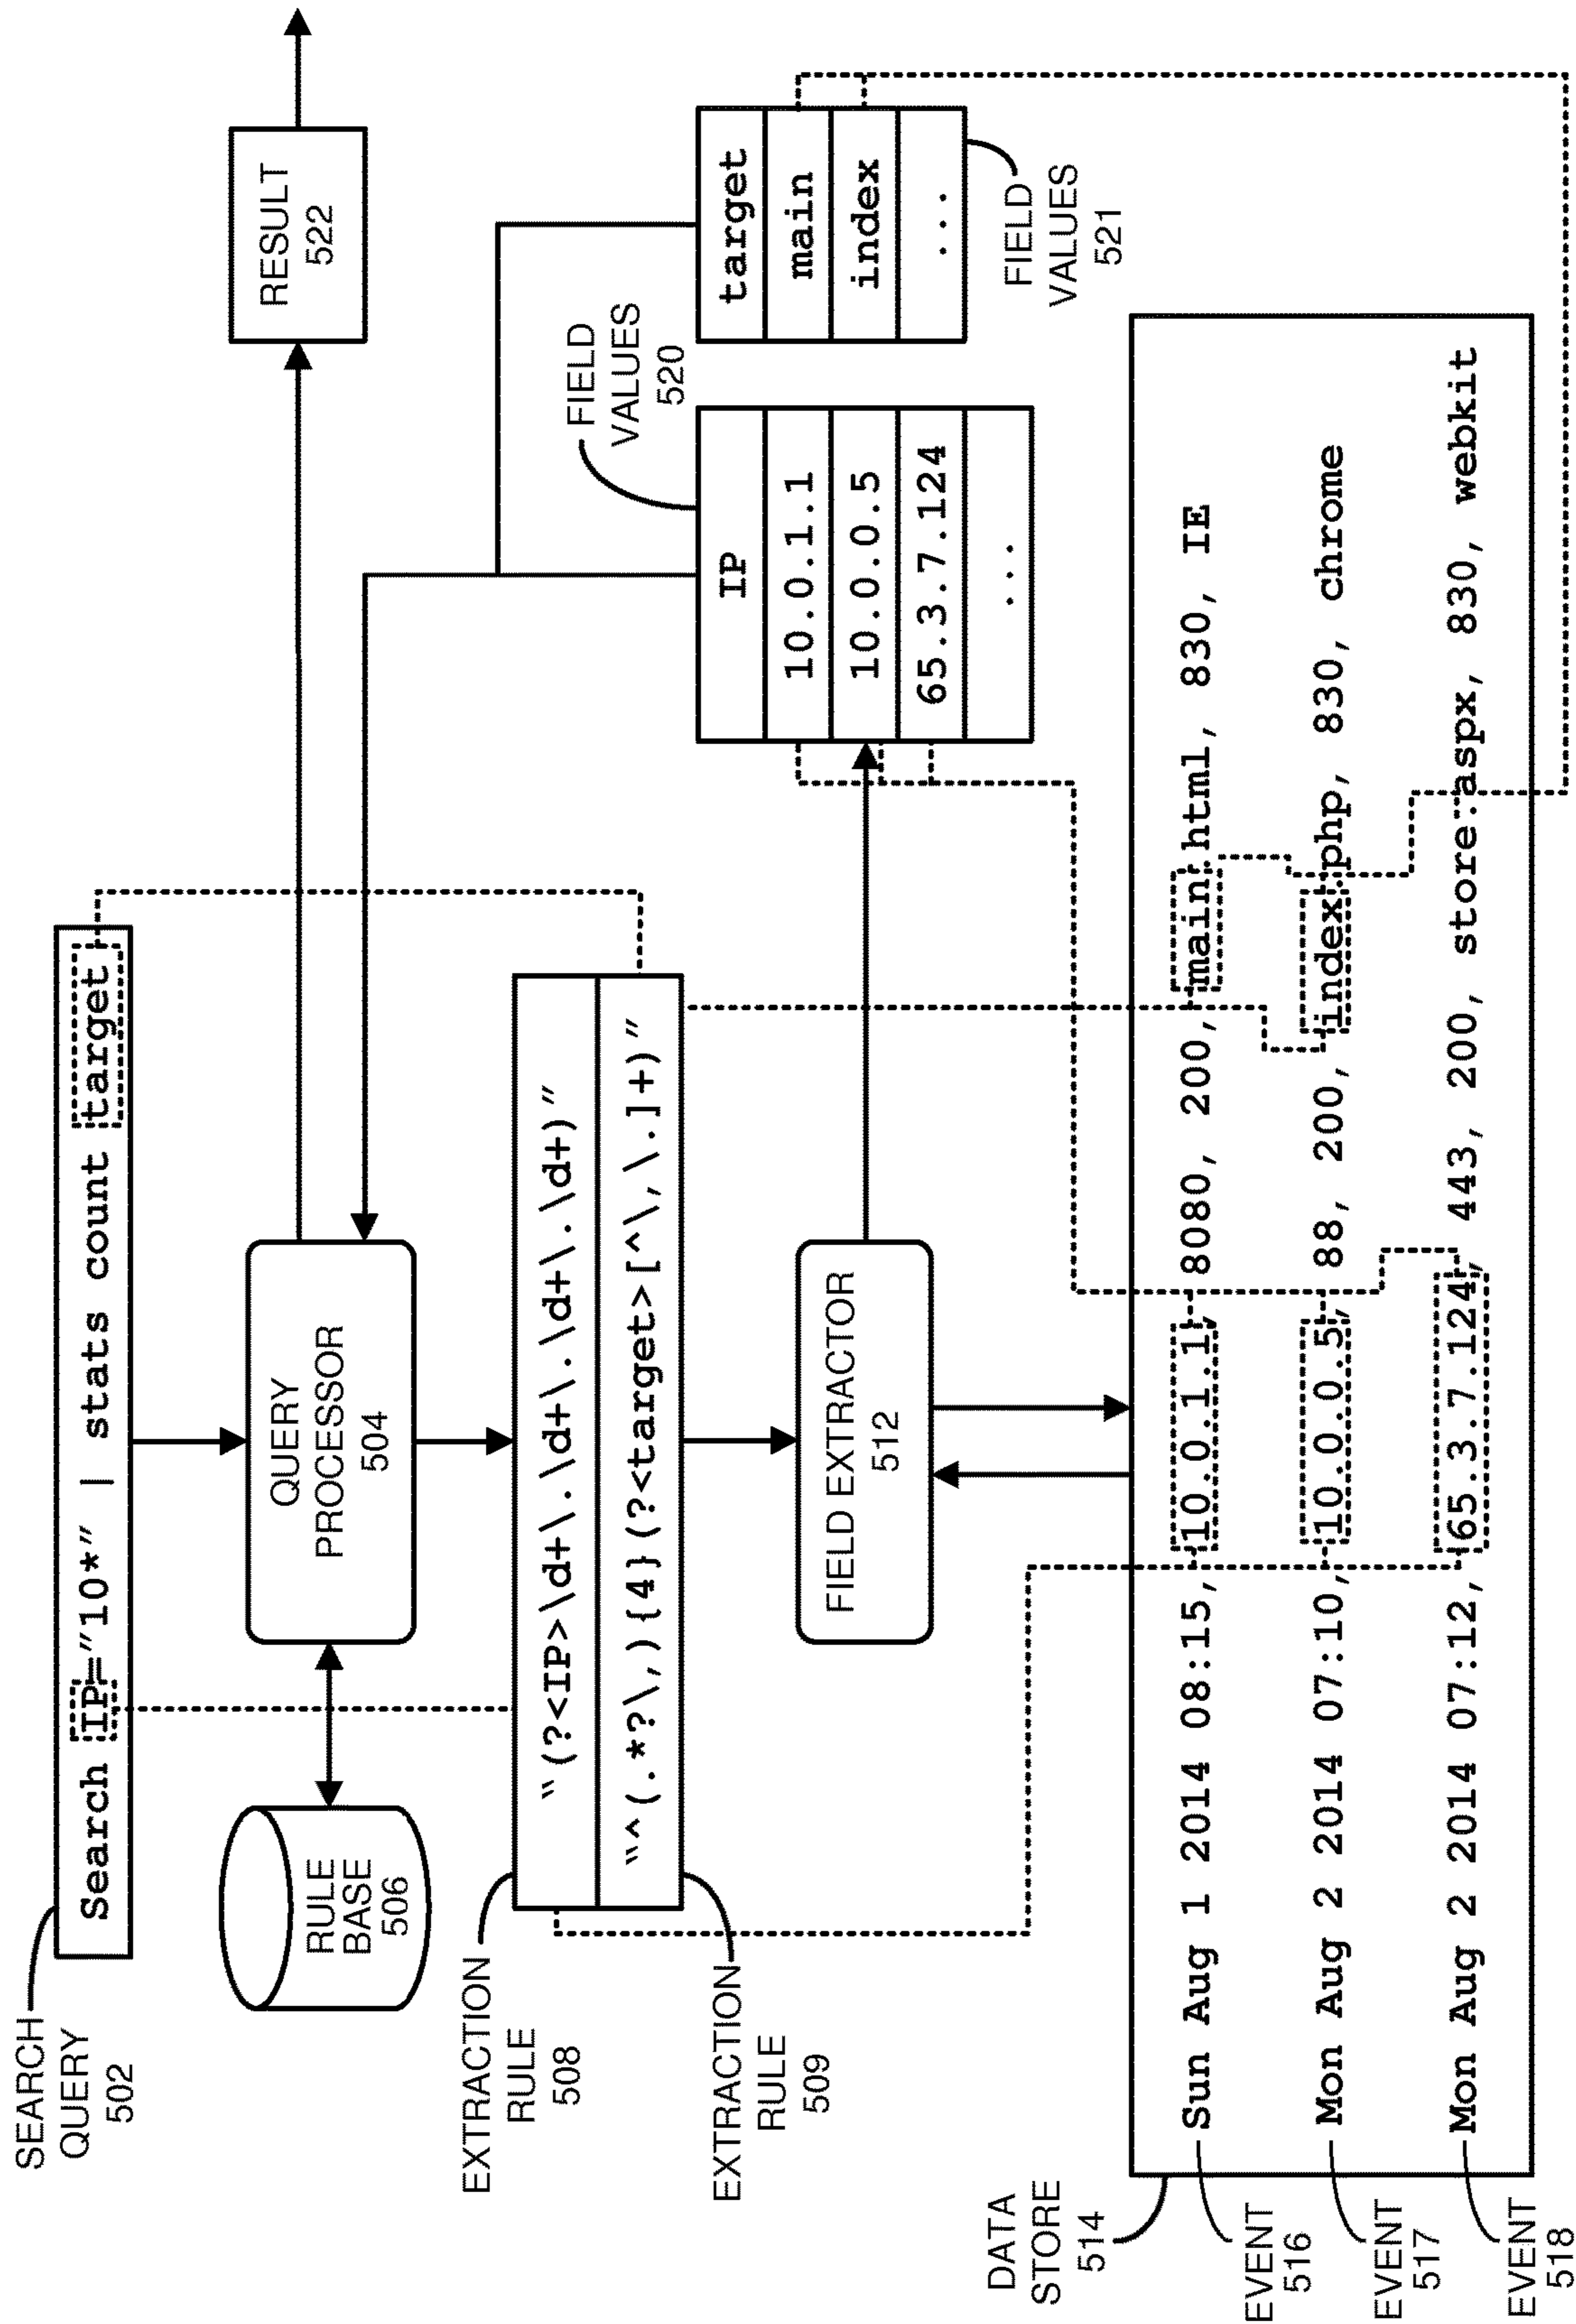 SEARCH
QUERY
502
Search IP="10*" | stats count target
RULE
BASE
506
QUERY
PROCESSOR
504
RESULT
522
EXTRACTION
RULE
508
"(?<IP>\d+\.\d+\.\d+\.\d+)"
"^(.*?\,){4}(?<target>[^\,\.]+)"
EXTRACTION
RULE
509
FIELD EXTRACTOR
512
FIELD
VALUES
520
IP
10.0.1.1
10.0.0.5
65.3.7.124
...
target
main
index
...
FIELD
VALUES
521
DATA
STORE
514
EVENT
516
Sun Aug 1 2014 08:15, 10.0.1.1, 8080, 200, main.html, 830, IE
EVENT
517
Mon Aug 2 2014 07:10, 10.0.0.5, 88, 200, index.php, 830, chrome
EVENT
518
Mon Aug 2 2014 07:12, 65.3.7.124, 443, 200, store.aspx, 830, webkit